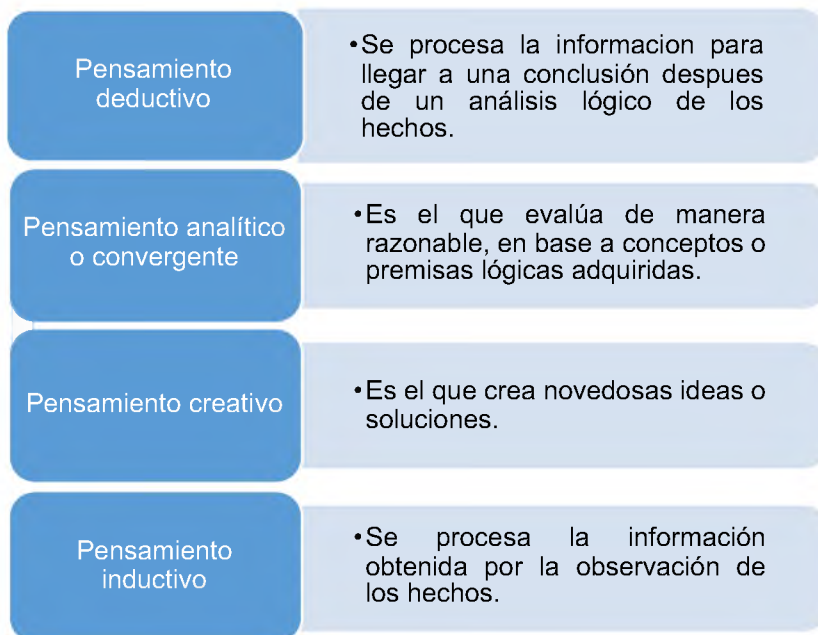 Pensamiento
deductivo
•Se procesa la informacion para
llegar a una conclusión despues
de un análisis lógico de los
hechos.
Pensamiento analítico
o convergente
•Es el que evalúa de manera
razonable, en base a conceptos o
premisas lógicas adquiridas.
Pensamiento creativo
•Es el que crea novedosas ideas o
soluciones.
Pensamiento
inductivo
•Se procesa la información
obtenida por la observación de
los hechos.